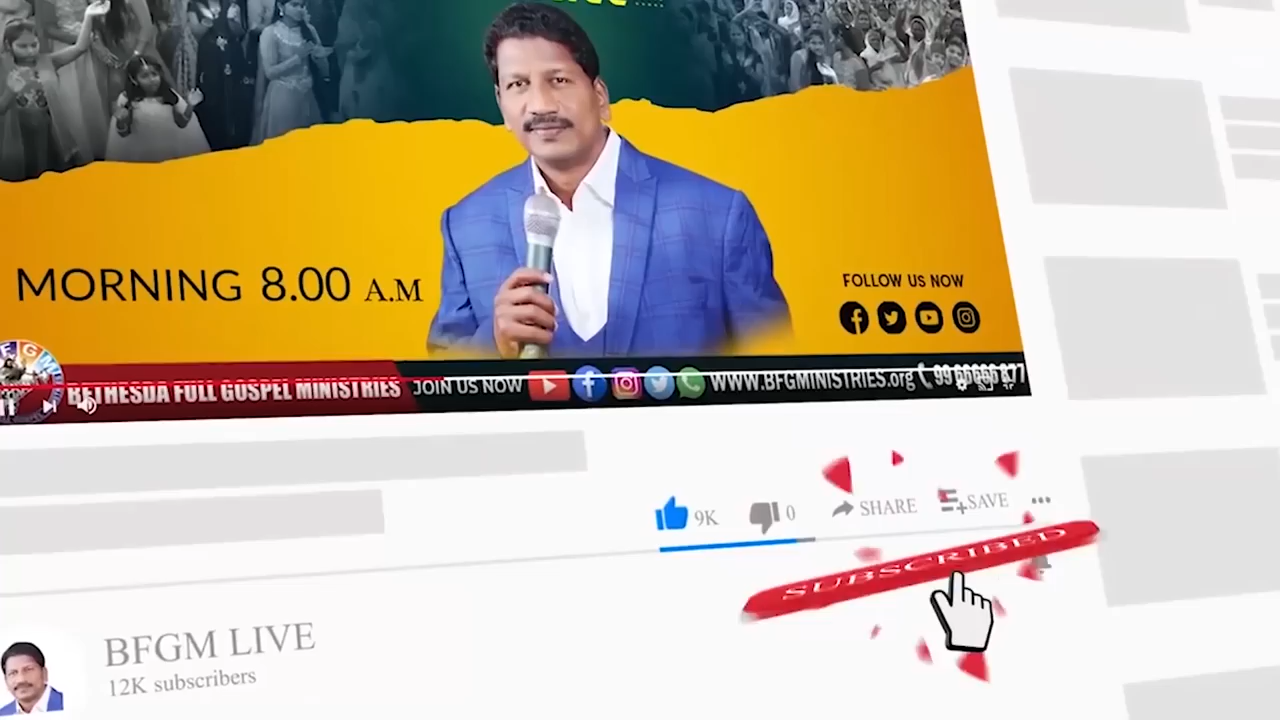 MORNING 8.00 A.M
FOLLOW US NOW
BETHESDA FULL GOSPEL MINISTRIES JOIN US NOW WWW.BFGMINISTRIES.org
9K 0 SHARE SAVE
SUBSCRIBED
BFGM LIVE
12K subscribers